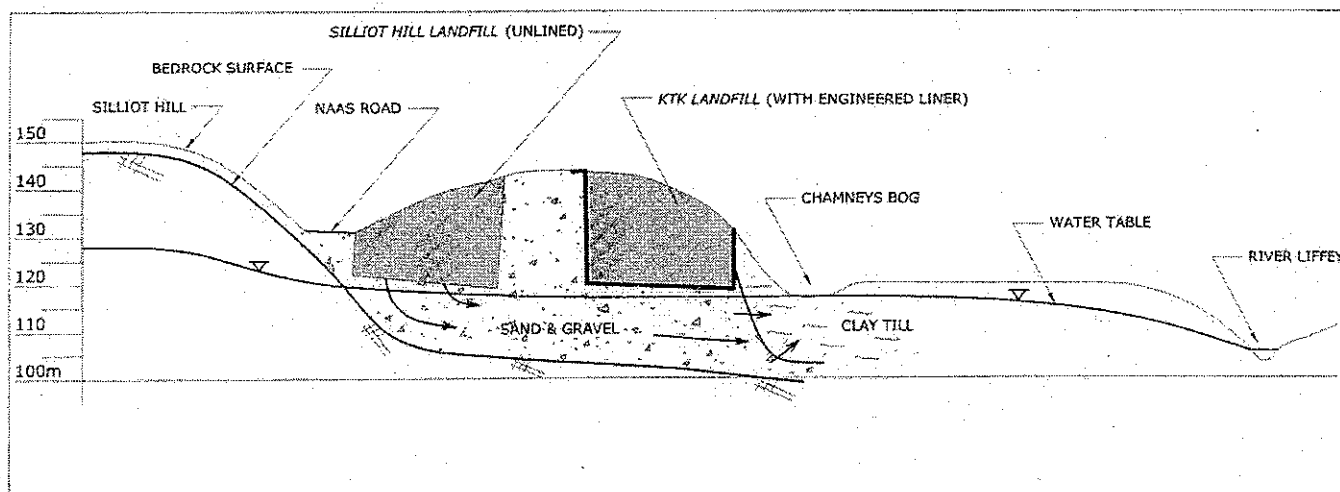 SILLIOT HILL LANDFILL (UNLINED)
BEDROCK SURFACE
SILLIOT HILL
NAAS ROAD
KTK LANDFILL (WITH ENGINEERED LINER)
CHAMNEYS BOG
WATER TABLE
RIVER LIFFEY
150
140
130
120
110
100m
SAND & GRAVEL
CLAY TILL